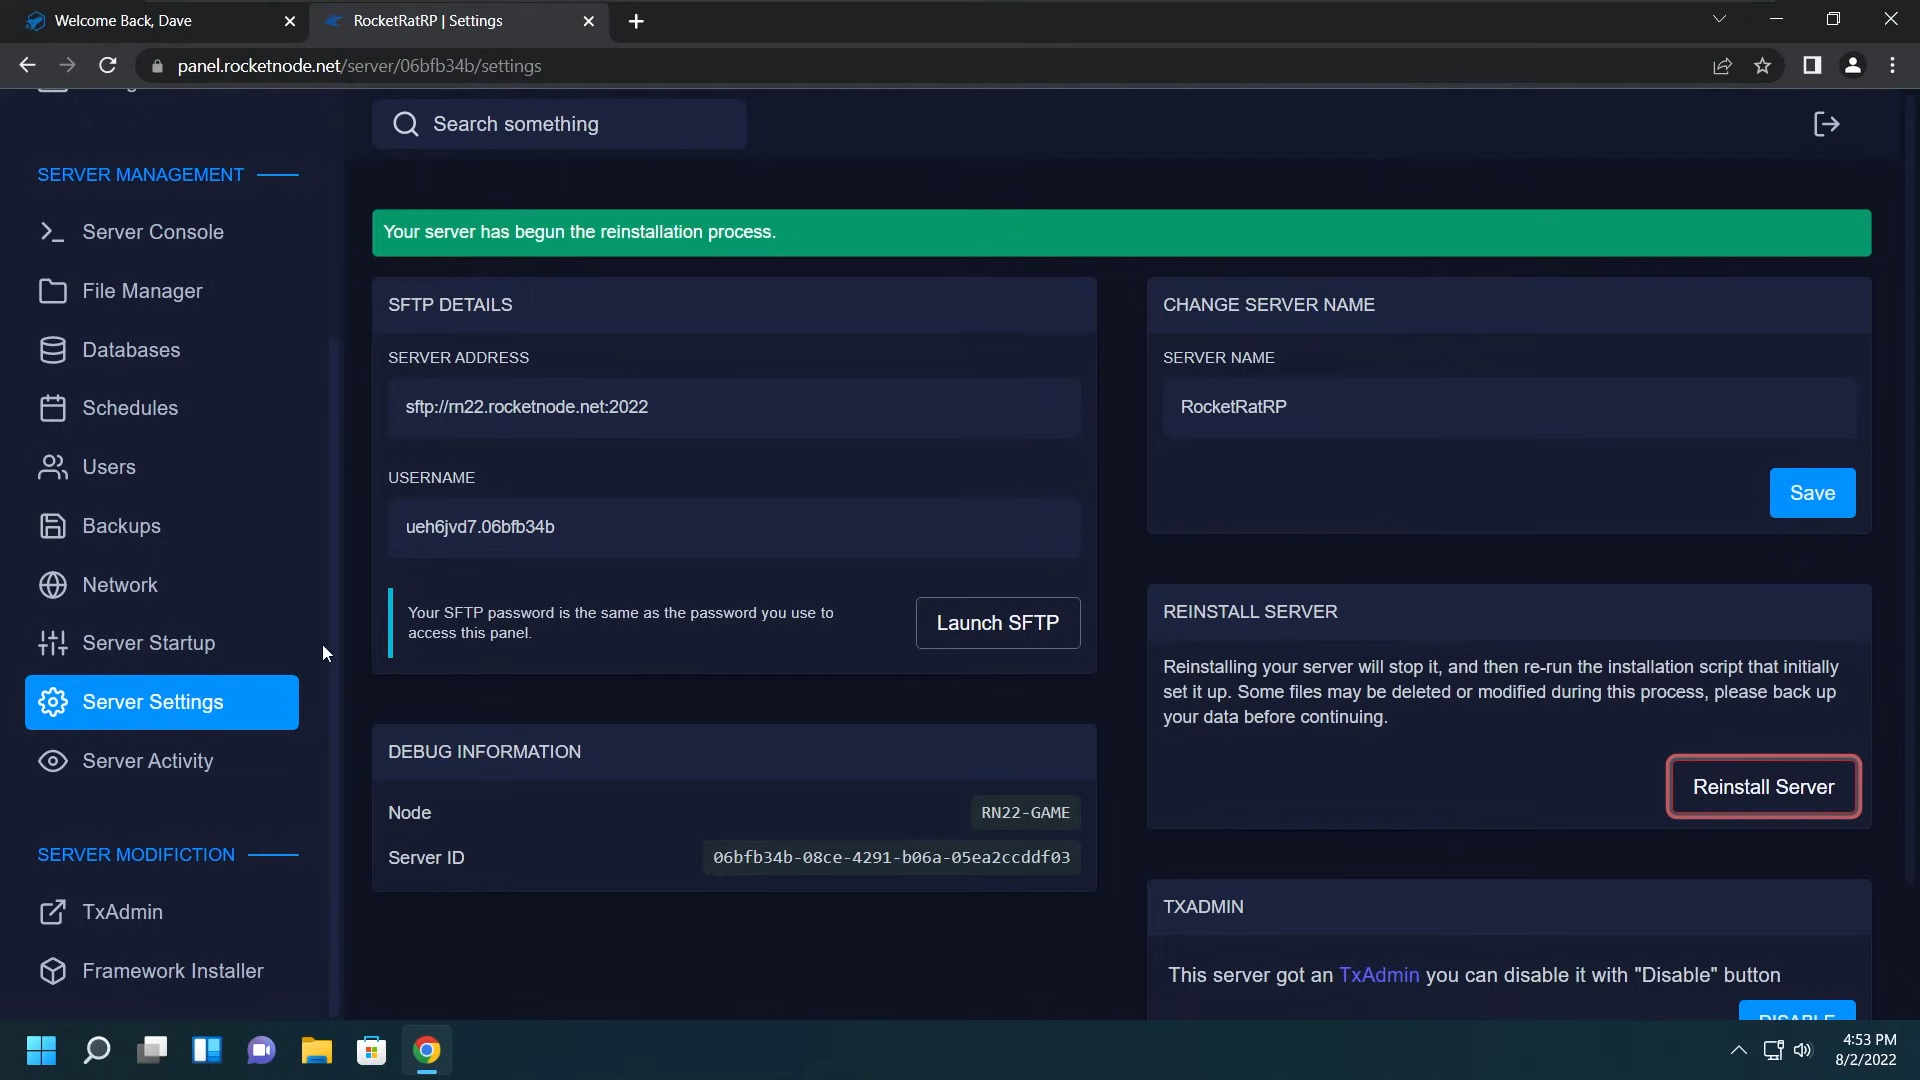 Welcome Back, Dave
RocketRatRP | Settings
panel.rocketnode.net/server/06bfb34b/settings
Search something
SERVER MANAGEMENT
Server Console
File Manager
Databases
Schedules
Users
Backups
Network
Server Startup
Server Settings
Server Activity
SERVER MODIFICTION
TxAdmin
Framework Installer
Your server has begun the reinstallation process.
SFTP DETAILS
SERVER ADDRESS
sftp://rn22.rocketnode.net:2022
USERNAME
ueh6jvd7.06bfb34b
Your SFTP password is the same as the password you use to
access this panel.
Launch SFTP
DEBUG INFORMATION
Node
RN22-GAME
Server ID
06bfb34b-08ce-4291-b06a-05ea2ccddf03
CHANGE SERVER NAME
SERVER NAME
RocketRatRP
Save
REINSTALL SERVER
Reinstalling your server will stop it, and then re-run the installation script that initially
set it up. Some files may be deleted or modified during this process, please back up
your data before continuing.
Reinstall Server
TXADMIN
This server got an TxAdmin you can disable it with "Disable" button
DISABLE
4:53 PM
8/2/2022